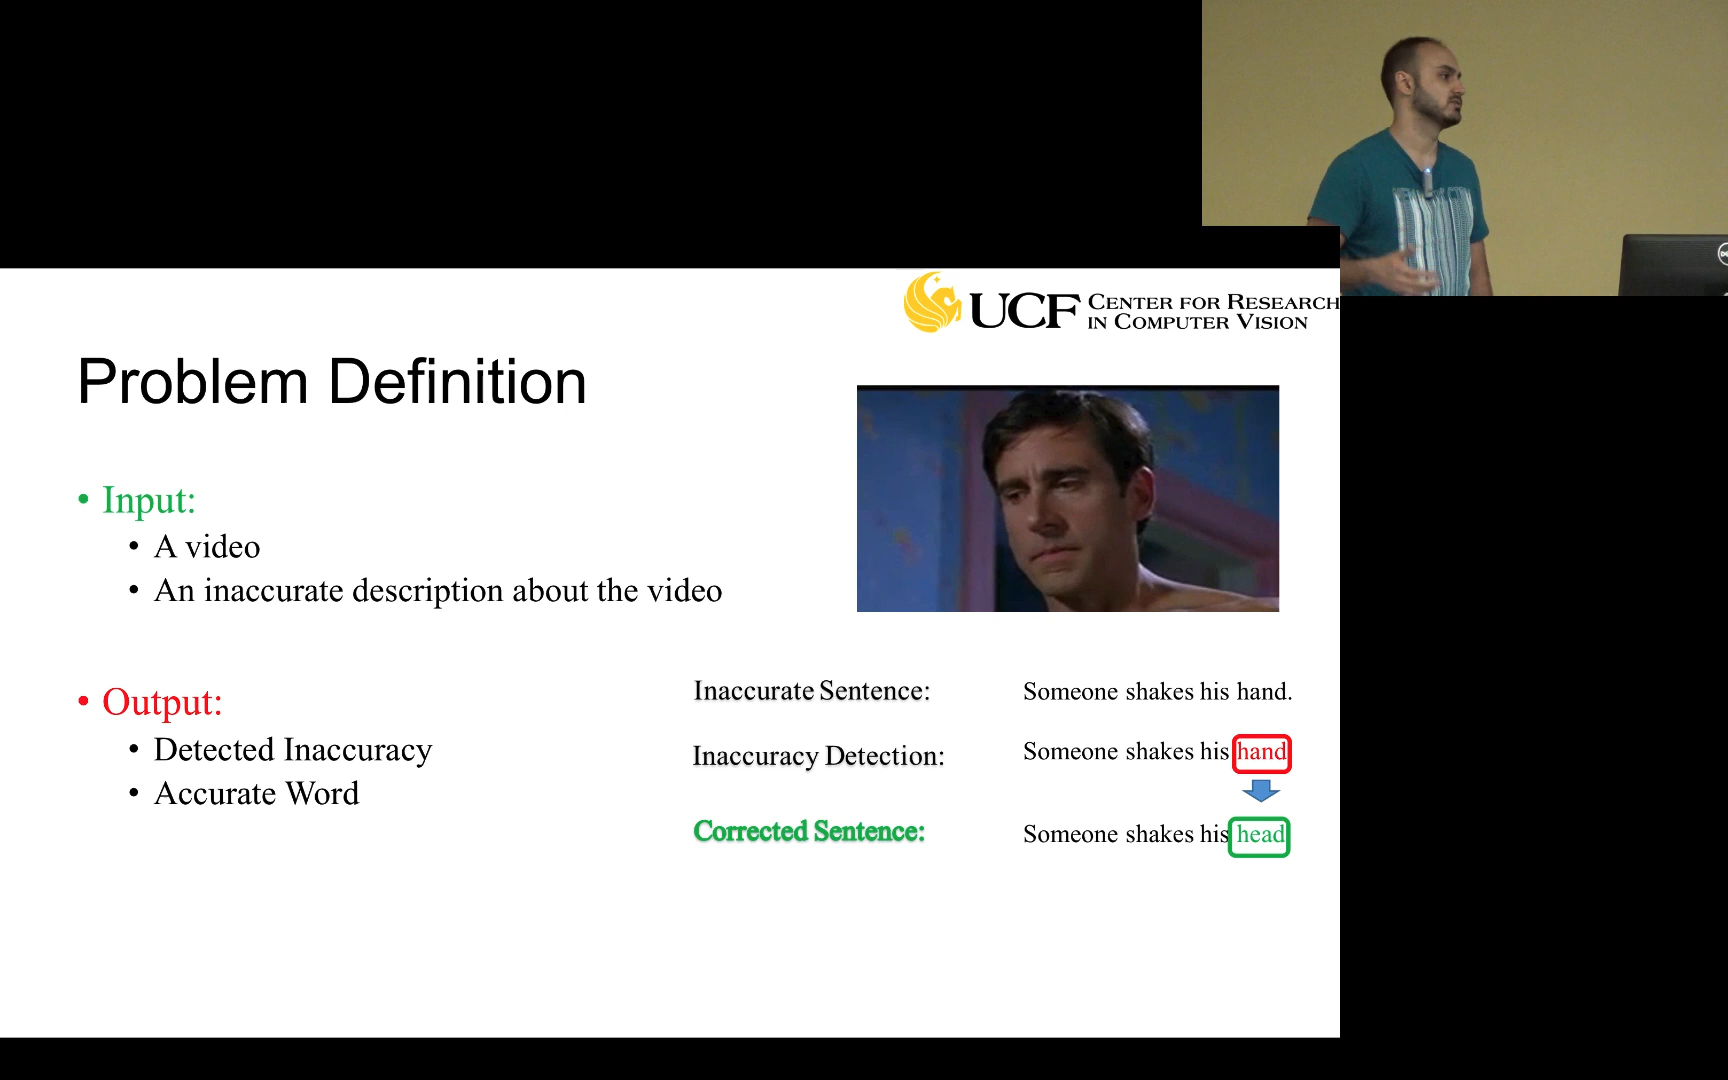 UCF CENTER FOR RESEARCH
IN COMPUTER VISION
Problem Definition
• Input:
• A video
• An inaccurate description about the video
• Output:
• Detected Inaccuracy
• Accurate Word
Inaccurate Sentence: Someone shakes his hand.
Inaccuracy Detection: Someone shakes his hand
Corrected Sentence: Someone shakes his head